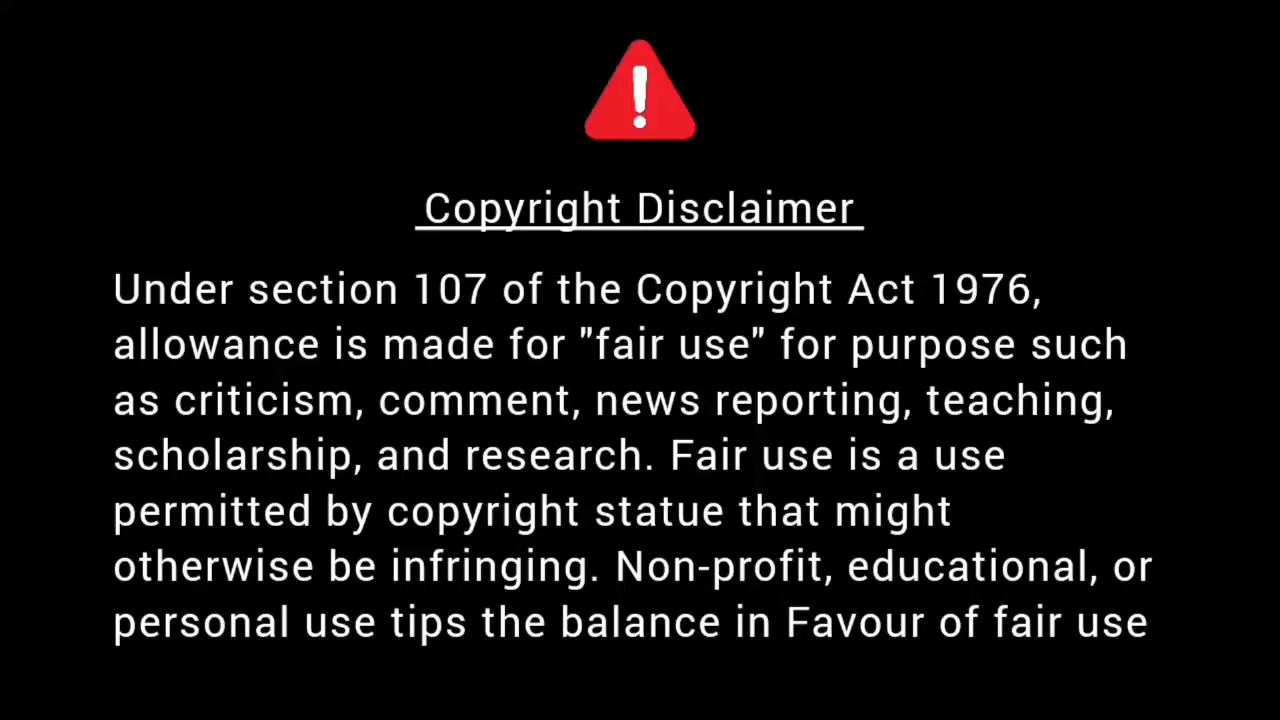 Copyright Disclaimer
Under section 107 of the Copyright Act 1976,
allowance is made for "fair use" for purpose such
as criticism, comment, news reporting, teaching,
scholarship, and research. Fair use is a use
permitted by copyright statue that might
otherwise be infringing. Non-profit, educational, or
personal use tips the balance in Favour of fair use